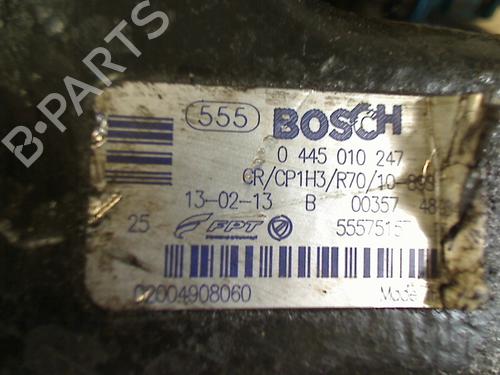 555 BOSCH
0 445 010 247
CR/CP1H3/R70/10-89S
13-02-13 B 00357
25 FPT
02004908060 Made
B-PARTS